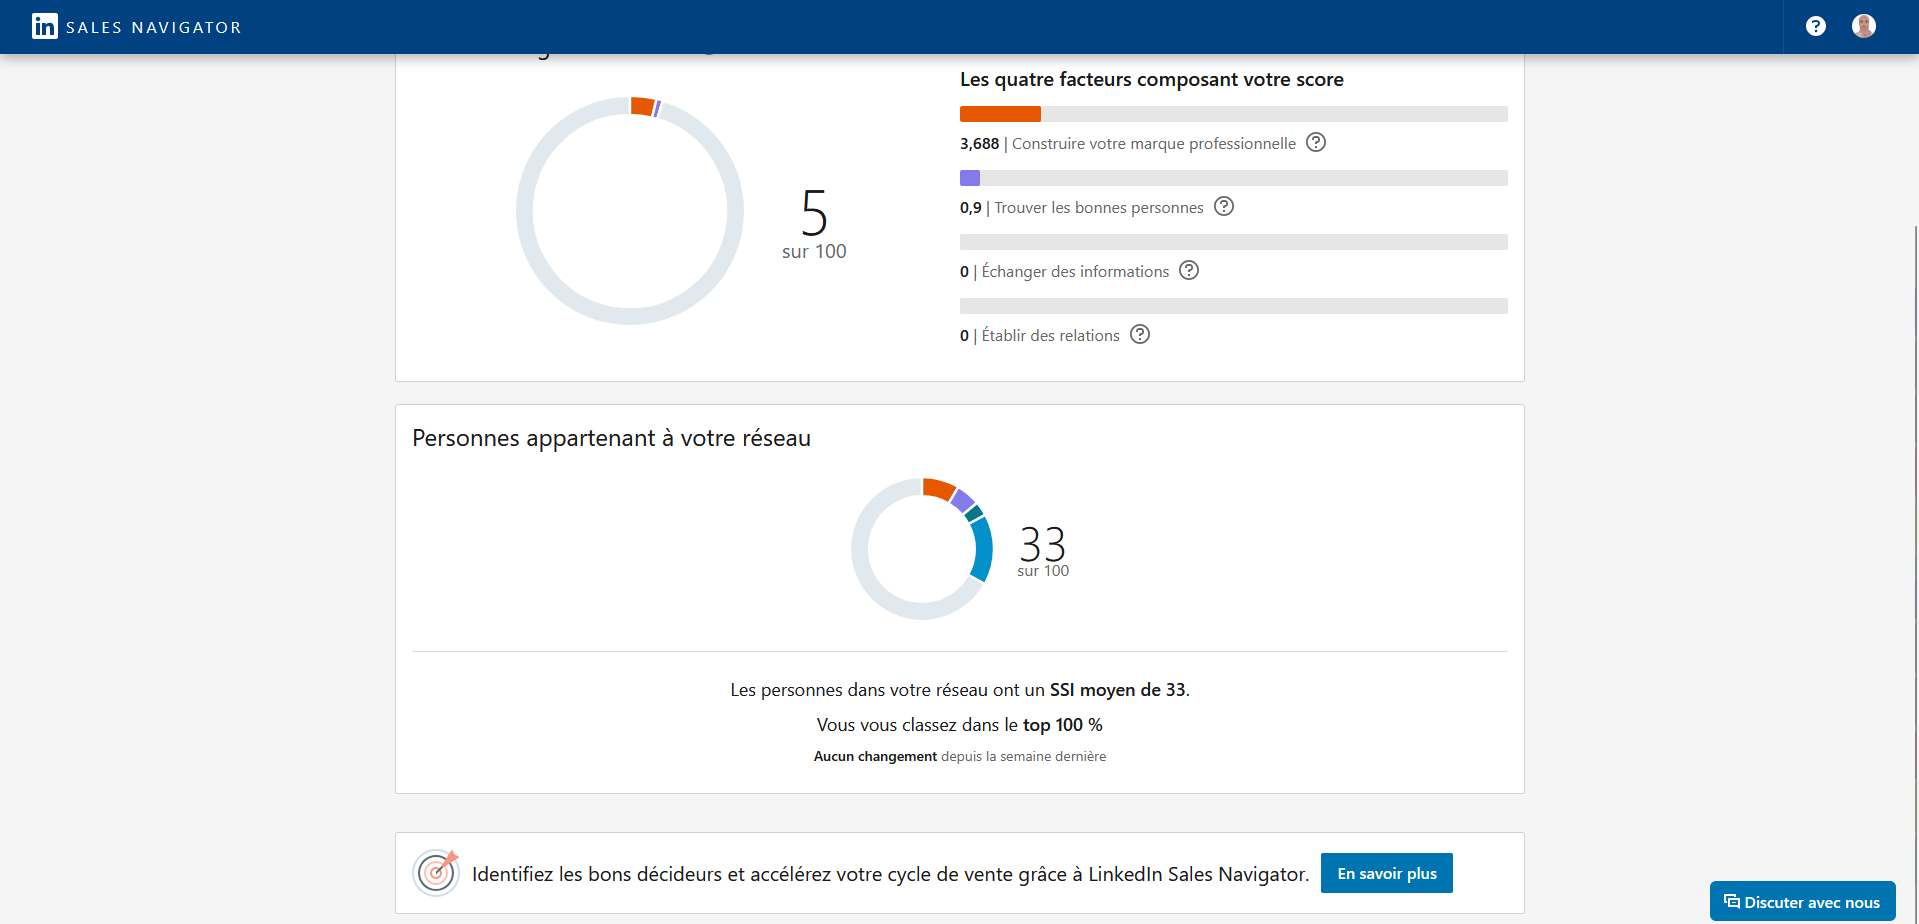 in SALES NAVIGATOR
Les quatre facteurs composant votre score
3,688 | Construire votre marque professionnelle ?
0,9 | Trouver les bonnes personnes ?
0 | Échanger des informations ?
0 | Établir des relations ?
5
sur 100
Personnes appartenant à votre réseau
33
sur 100
Les personnes dans votre réseau ont un SSI moyen de 33.
Vous vous classez dans le top 100 %
Aucun changement depuis la semaine dernière
Identifiez les bons décideurs et accélérez votre cycle de vente grâce à LinkedIn Sales Navigator.
En savoir plus
Discuter avec nous